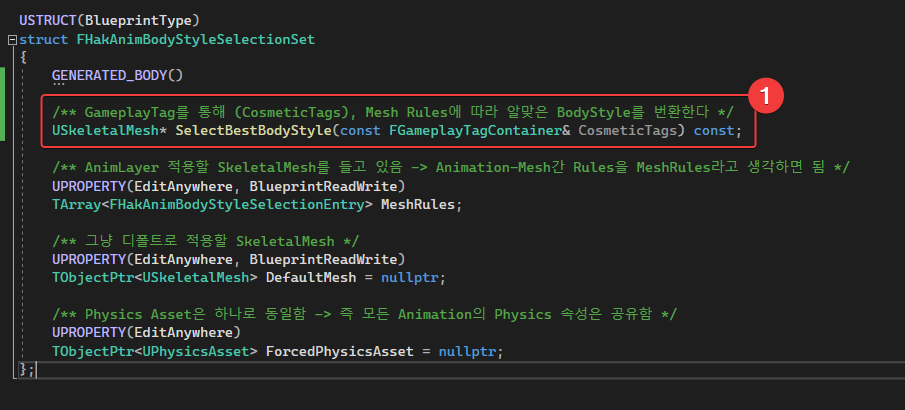 USTRUCT(BlueprintType)
struct FHakAnimBodyStyleSelectionSet
{
GENERATED_BODY()
1
/** GameplayTag를 통해 (CosmeticTags), Mesh Rules에 따라 알맞은 BodyStyle를 번환한다 */
USkeletalMesh* SelectBestBodyStyle(const FGameplayTagContainer& CosmeticTags) const;
/** AnimLayer 적용할 SkeletalMesh를 들고 있음 -> Animation-Mesh간 Rules을 MeshRules라고 생각하면 됨 */
UPROPERTY(EditAnywhere, BlueprintReadWrite)
TArray<FHakAnimBodyStyleSelectionEntry> MeshRules;
/** 그냥 디폴트로 적용할 SkeletalMesh */
UPROPERTY(EditAnywhere, BlueprintReadWrite)
TObjectPtr<USkeletalMesh> DefaultMesh = nullptr;
/** Physics Asset은 하나로 동일함 -> 즉 모든 Animation의 Physics 속성은 공유함 */
UPROPERTY(EditAnywhere)
TObjectPtr<UPhysicsAsset> ForcedPhysicsAsset = nullptr;
};